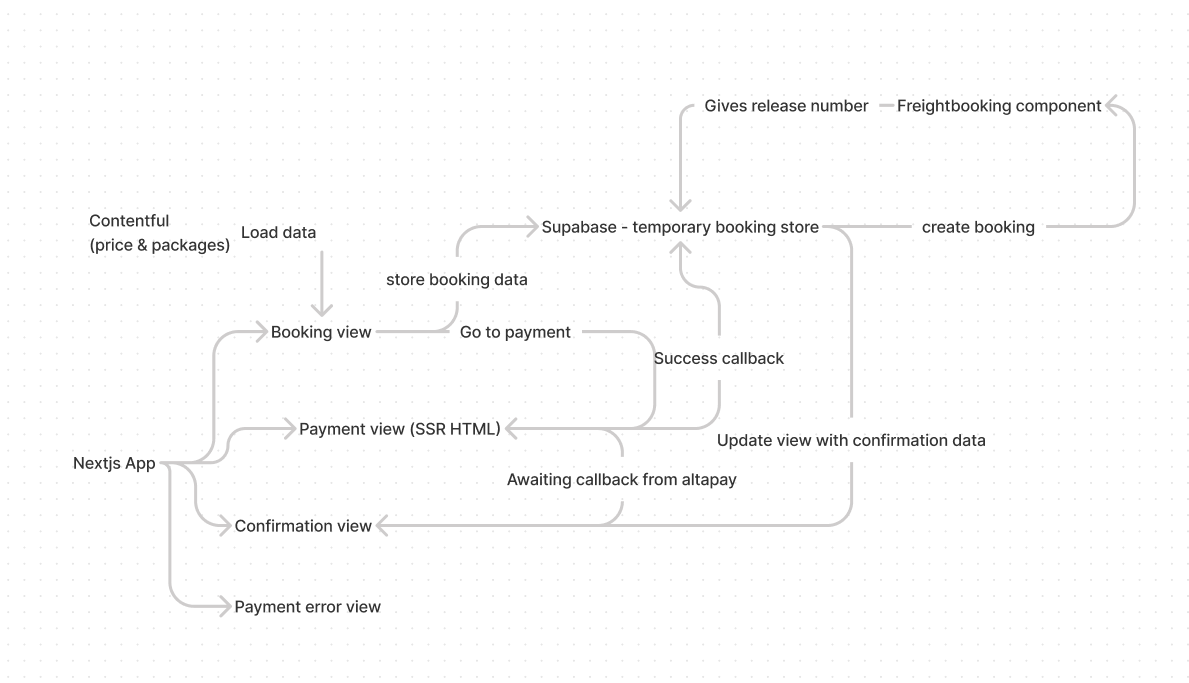 Gives release number
Freightbooking component
Contentful
(price & packages)
Load data
Supabase - temporary booking store
create booking
store booking data
Booking view
Go to payment
Success callback
Payment view (SSR HTML)
Update view with confirmation data
Nextjs App
Awaiting callback from altapay
Confirmation view
Payment error view